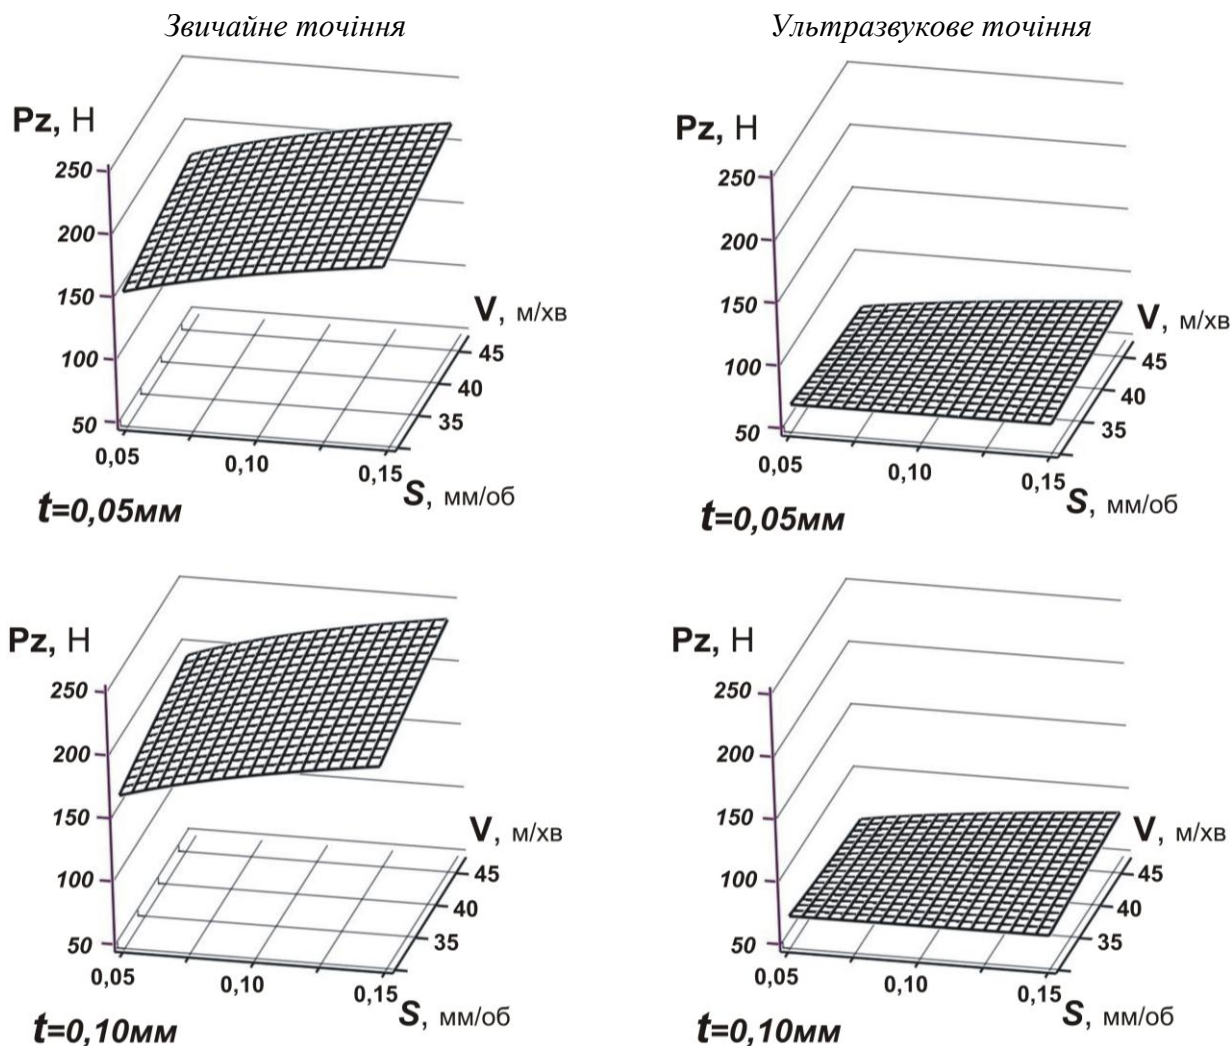 Звичайне точіння
Ультразвукове точіння
Pz, Н
250
200
150
100
50
0,05
0,10
0,15
S, мм/об
V, м/хв
45
40
35
t=0,05мм
Pz, Н
250
200
150
100
50
0,05
0,10
0,15
S, мм/об
V, м/хв
45
40
35
t=0,05мм
Pz, Н
250
200
150
100
50
0,05
0,10
0,15
S, мм/об
V, м/хв
45
40
35
t=0,10мм
Pz, Н
250
200
150
100
50
0,05
0,10
0,15
S, мм/об
V, м/хв
45
40
35
t=0,10мм